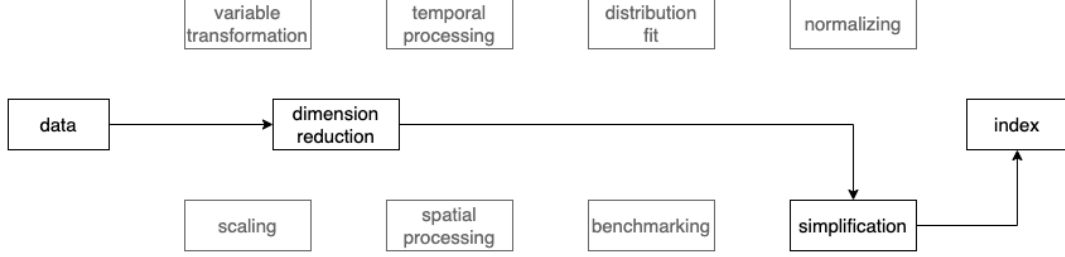 variable
transformation
temporal
processing
distribution
fit
normalizing
data
dimension
reduction
index
scaling
spatial
processing
benchmarking
simplification